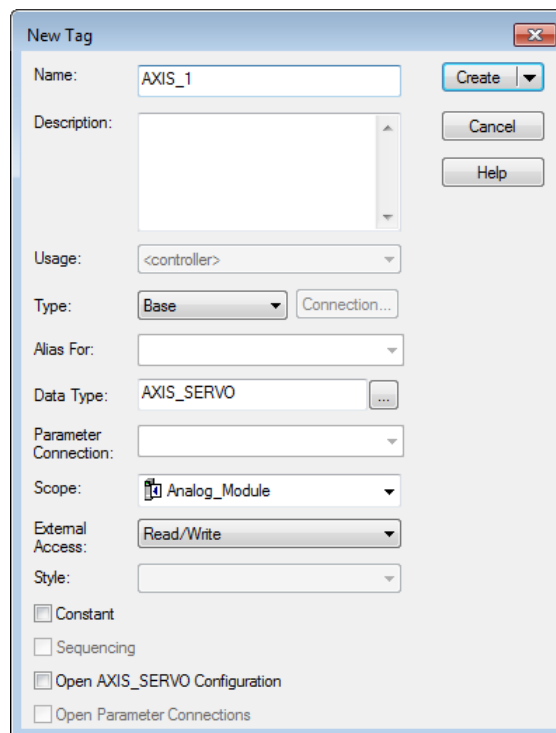 New Tag
Name:
AXIS_1
Create
Description:
Cancel
Help
Usage:
<controller>
Type:
Base
Connection...
Alias For:
Data Type:
AXIS_SERVO
...
Parameter
Connection:
Scope:
Analog_Module
External
Access:
Read/Write
Style:
Constant
Sequencing
Open AXIS_SERVO Configuration
Open Parameter Connections